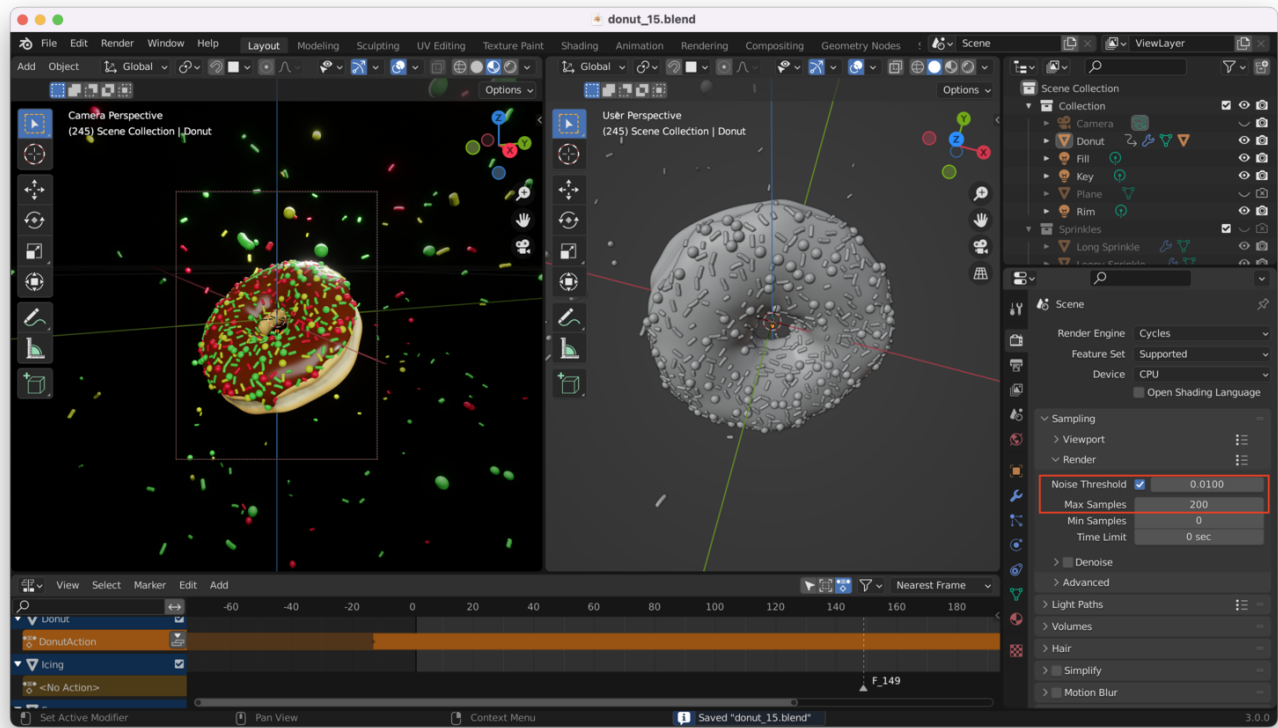 donut_15.blend
File Edit Render Window Help Layout Modeling Sculpting UV Editing Texture Paint Shading Animation Rendering Compositing Geometry Nodes Scene ViewLayer
Add Object Global Global
Options Options
Camera Perspective
(245) Scene Collection | Donut
User Perspective
(245) Scene Collection | Donut
Z
Y
X
Y
Z
X
Scene Collection
Collection
Camera
Donut
Fill
Key
Plane
Rim
Sprinkles
Long Sprinkle
Scene
Render Engine Cycles
Feature Set Supported
Device CPU
Open Shading Language
Sampling
Viewport
Render
Noise Threshold 0.0100
Max Samples 200
Min Samples 0
Time Limit 0 sec
Denoise
Advanced
Light Paths
Volumes
Hair
Simplify
Motion Blur
View Select Marker Edit Add Nearest Frame
-60 -40 -20 0 20 40 60 80 100 120 140 160 180
Donut
DonutAction
Icing
<No Action>
F_149
Set Active Modifier Pan View Context Menu Saved "donut_15.blend" 3.0.0